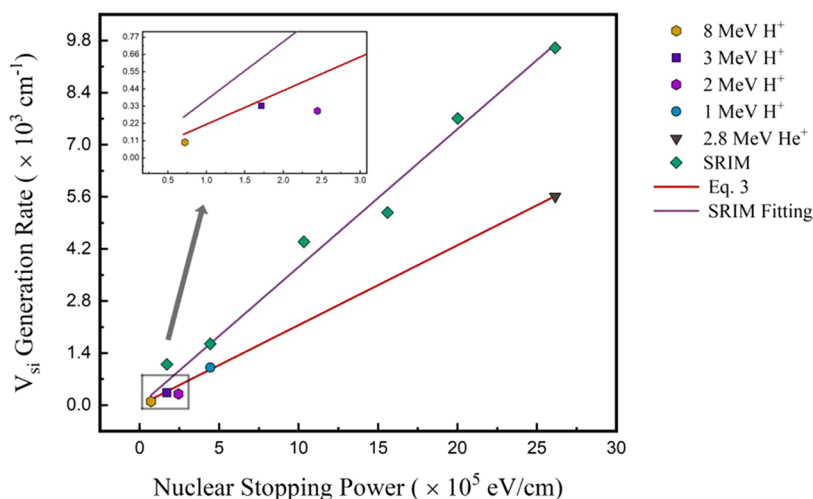 0.77
0.66
0.55
0.44
0.33
0.22
0.11
0.00
0.5 1.0 1.5 2.0 2.5 3.0
9.8
8.4
7.0
5.6
4.2
2.8
1.4
0.0
0 5 10 15 20 25 30
V_si Generation Rate ( × 10³ cm⁻¹)
Nuclear Stopping Power ( × 10⁵ eV/cm)
8 MeV H⁺
3 MeV H⁺
2 MeV H⁺
1 MeV H⁺
2.8 MeV He⁺
SRIM
Eq. 3
SRIM Fitting